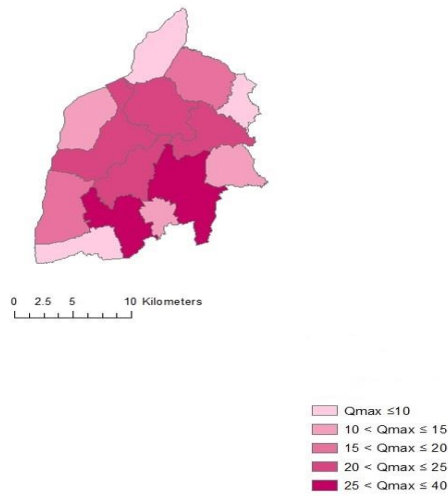 0 2.5 5 10 Kilometers
Qmax ≤10
10 < Qmax ≤ 15
15 < Qmax ≤ 20
20 < Qmax ≤ 25
25 < Qmax ≤ 40